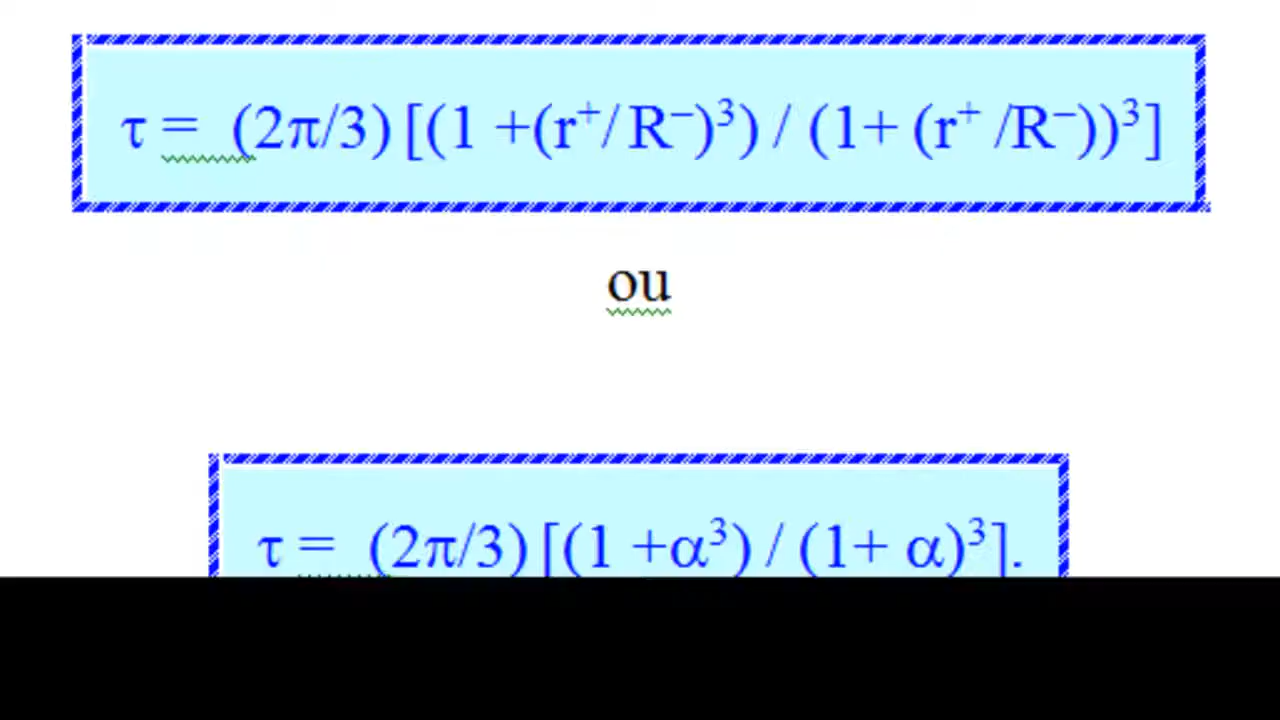 τ = (2π/3) [(1 +(r⁺/ R⁻)³) / (1+ (r⁺ /R⁻))³]
ou
τ = (2π/3) [(1 +α³) / (1+ α)³].